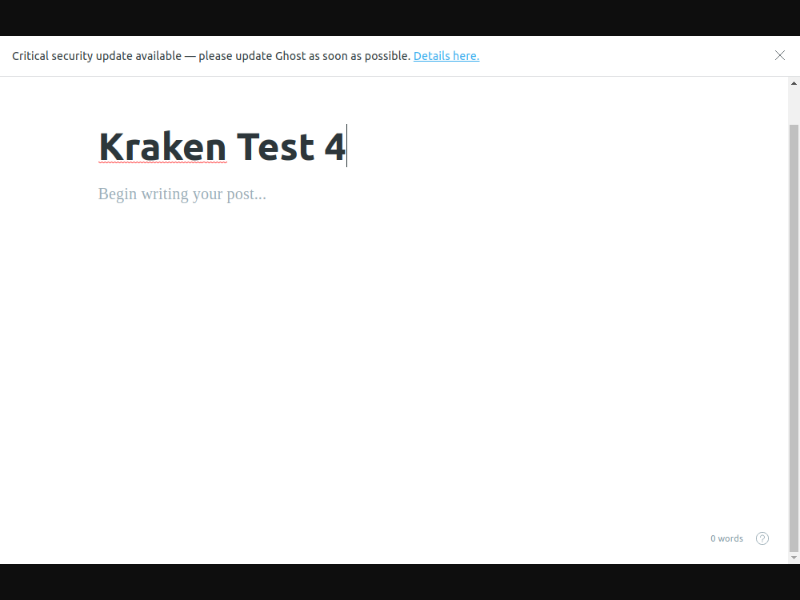 Critical security update available — please update Ghost as soon as possible. Details here.
Kraken Test 4
Begin writing your post...
0 words
?